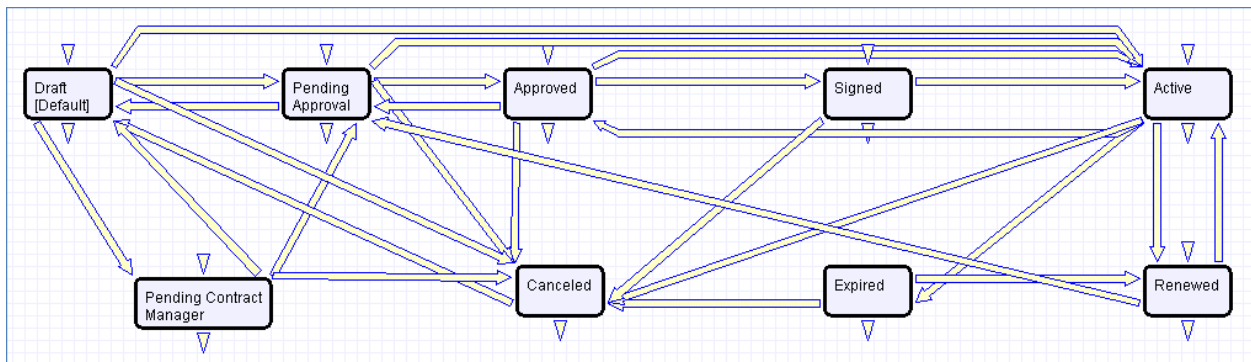 Draft
[Default]
Pending
Approval
Approved
Signed
Active
Pending Contract
Manager
Canceled
Expired
Renewed